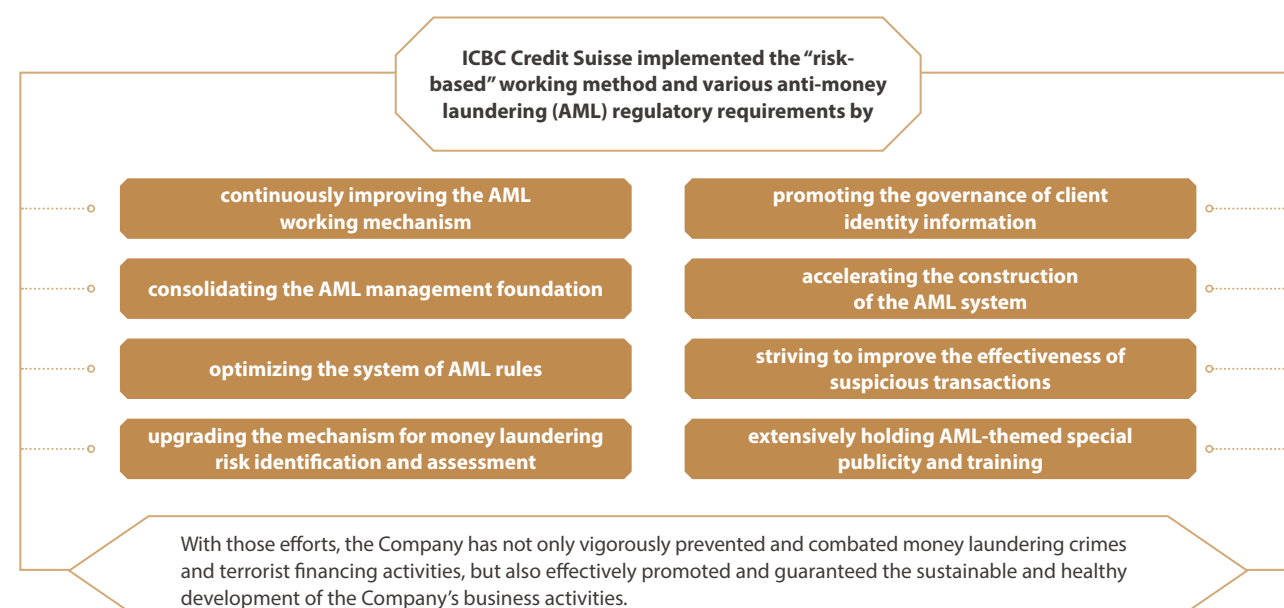 ICBC Credit Suisse implemented the “risk-
based” working method and various anti-money
laundering (AML) regulatory requirements by
continuously improving the AML
working mechanism
promoting the governance of client
identity information
consolidating the AML management foundation
accelerating the construction
of the AML system
optimizing the system of AML rules
striving to improve the effectiveness of
suspicious transactions
upgrading the mechanism for money laundering
risk identification and assessment
extensively holding AML-themed special
publicity and training
With those efforts, the Company has not only vigorously prevented and combated money laundering crimes
and terrorist financing activities, but also effectively promoted and guaranteed the sustainable and healthy
development of the Company’s business activities.